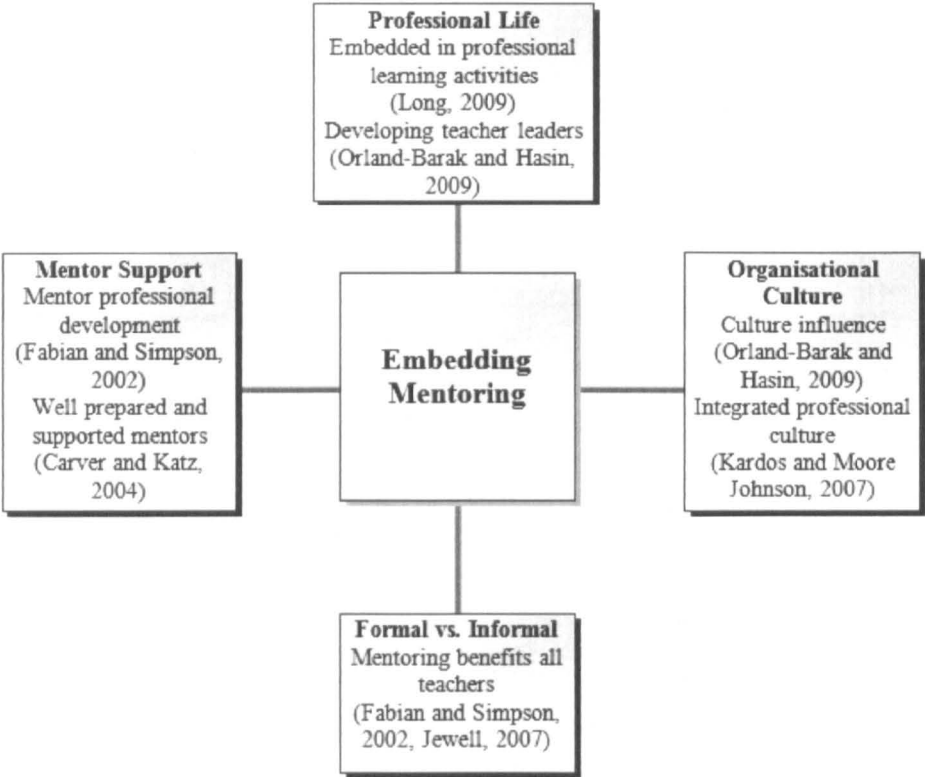 Professional Life
Embedded in professional
learning activities
(Long, 2009)
Developing teacher leaders
(Orland-Barak and Hasin,
2009)
Mentor Support
Mentor professional
development
(Fabian and Simpson,
2002)
Well prepared and
supported mentors
(Carver and Katz,
2004)
Embedding
Mentoring
Organisational
Culture
Culture influence
(Orland-Barak and
Hasin, 2009)
Integrated professional
culture
(Kardos and Moore
Johnson, 2007)
Formal vs. Informal
Mentoring benefits all
teachers
(Fabian and Simpson,
2002, Jewell, 2007)